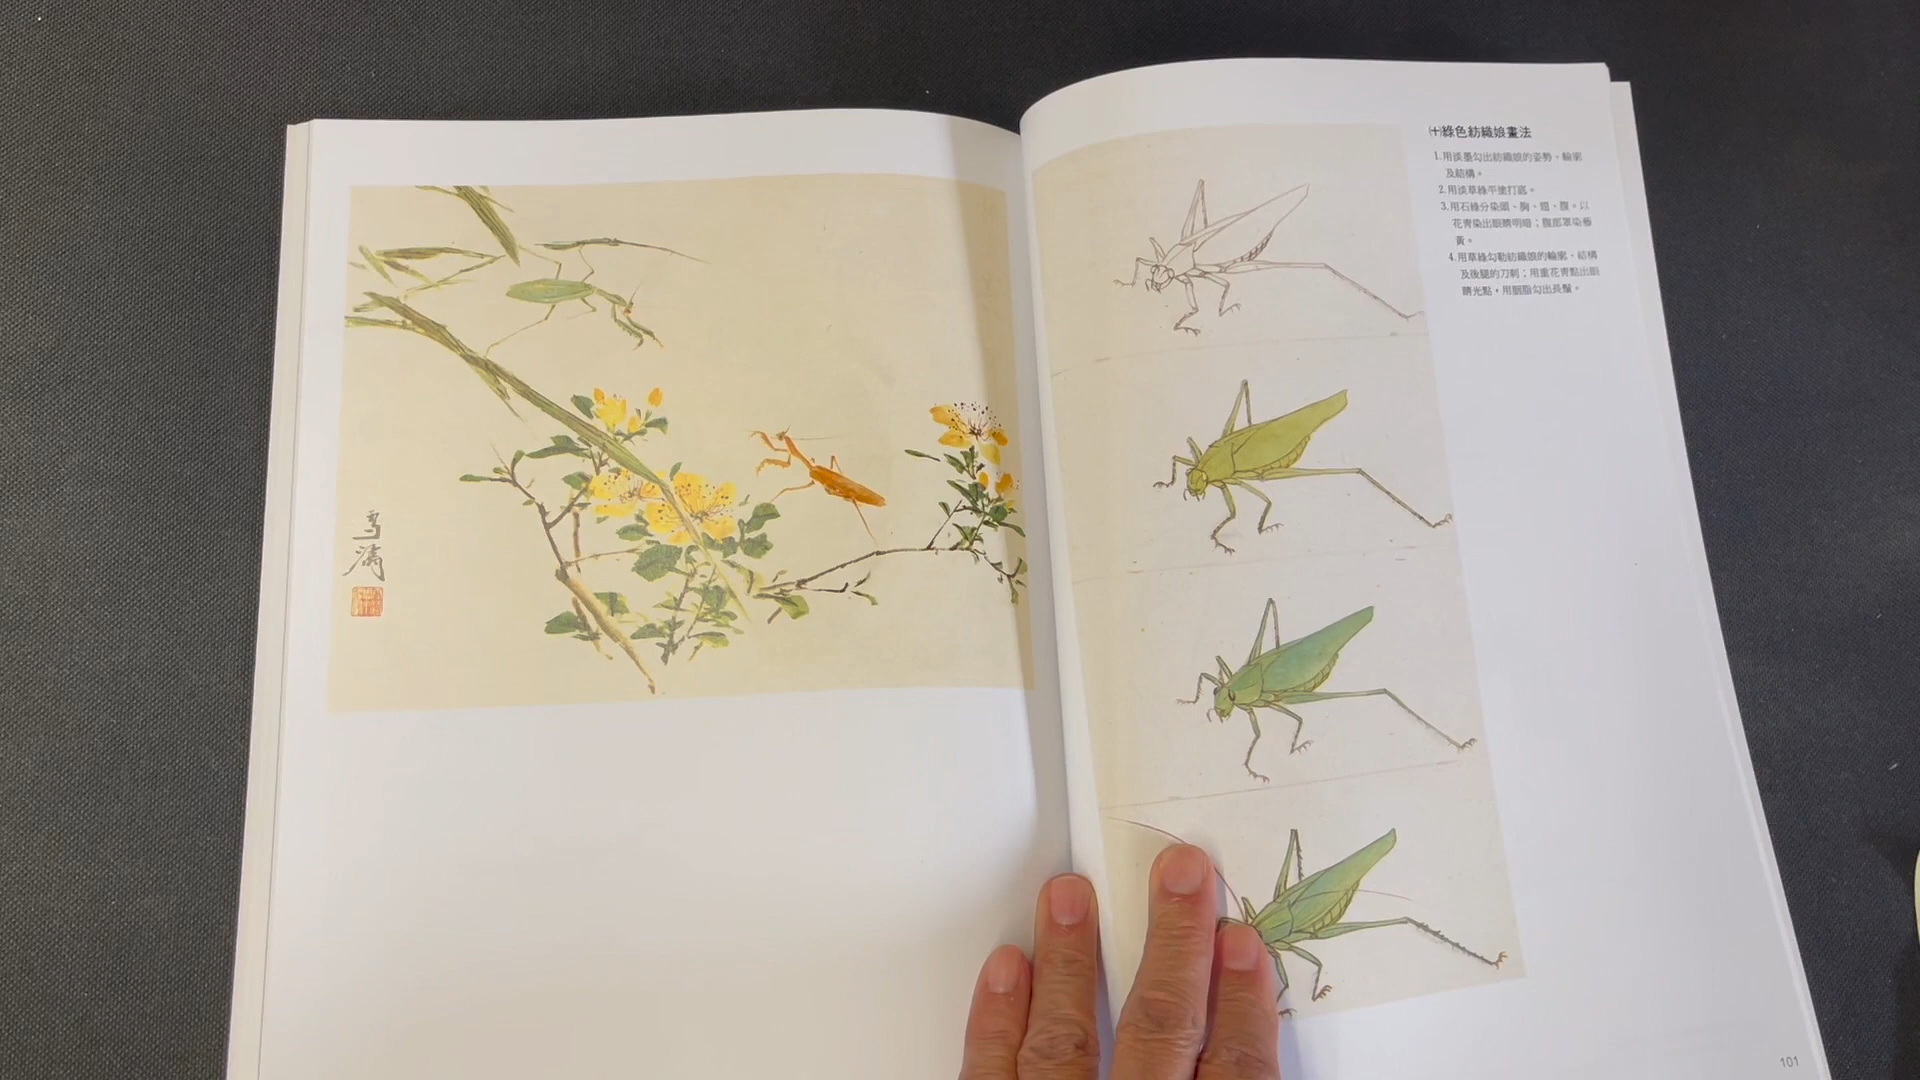 雪
濤
㈩綠色紡織娘畫法
1.用淡墨勾出紡織娘的姿勢、輪廓
及結構。
2.用淡草綠平塗打底。
3.用石綠分染頭、胸、翅、腹。以
花青染出眼睛明暗；腹部罩染藤
黃。
4.用草綠勾勒紡織娘的輪廓、結構
及後腿的刀刺；用重花青點出眼
睛光點，用胭脂勾出長鬚。
101